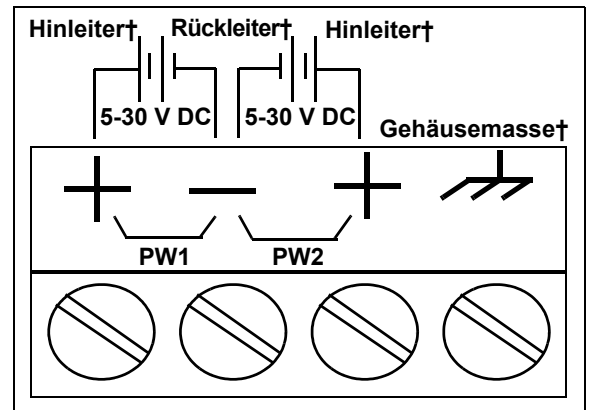 Hinleiter† Rückleiter† Hinleiter†
5-30 V DC 5-30 V DC
Gehäusemasse†
+ − +
PW1 PW2